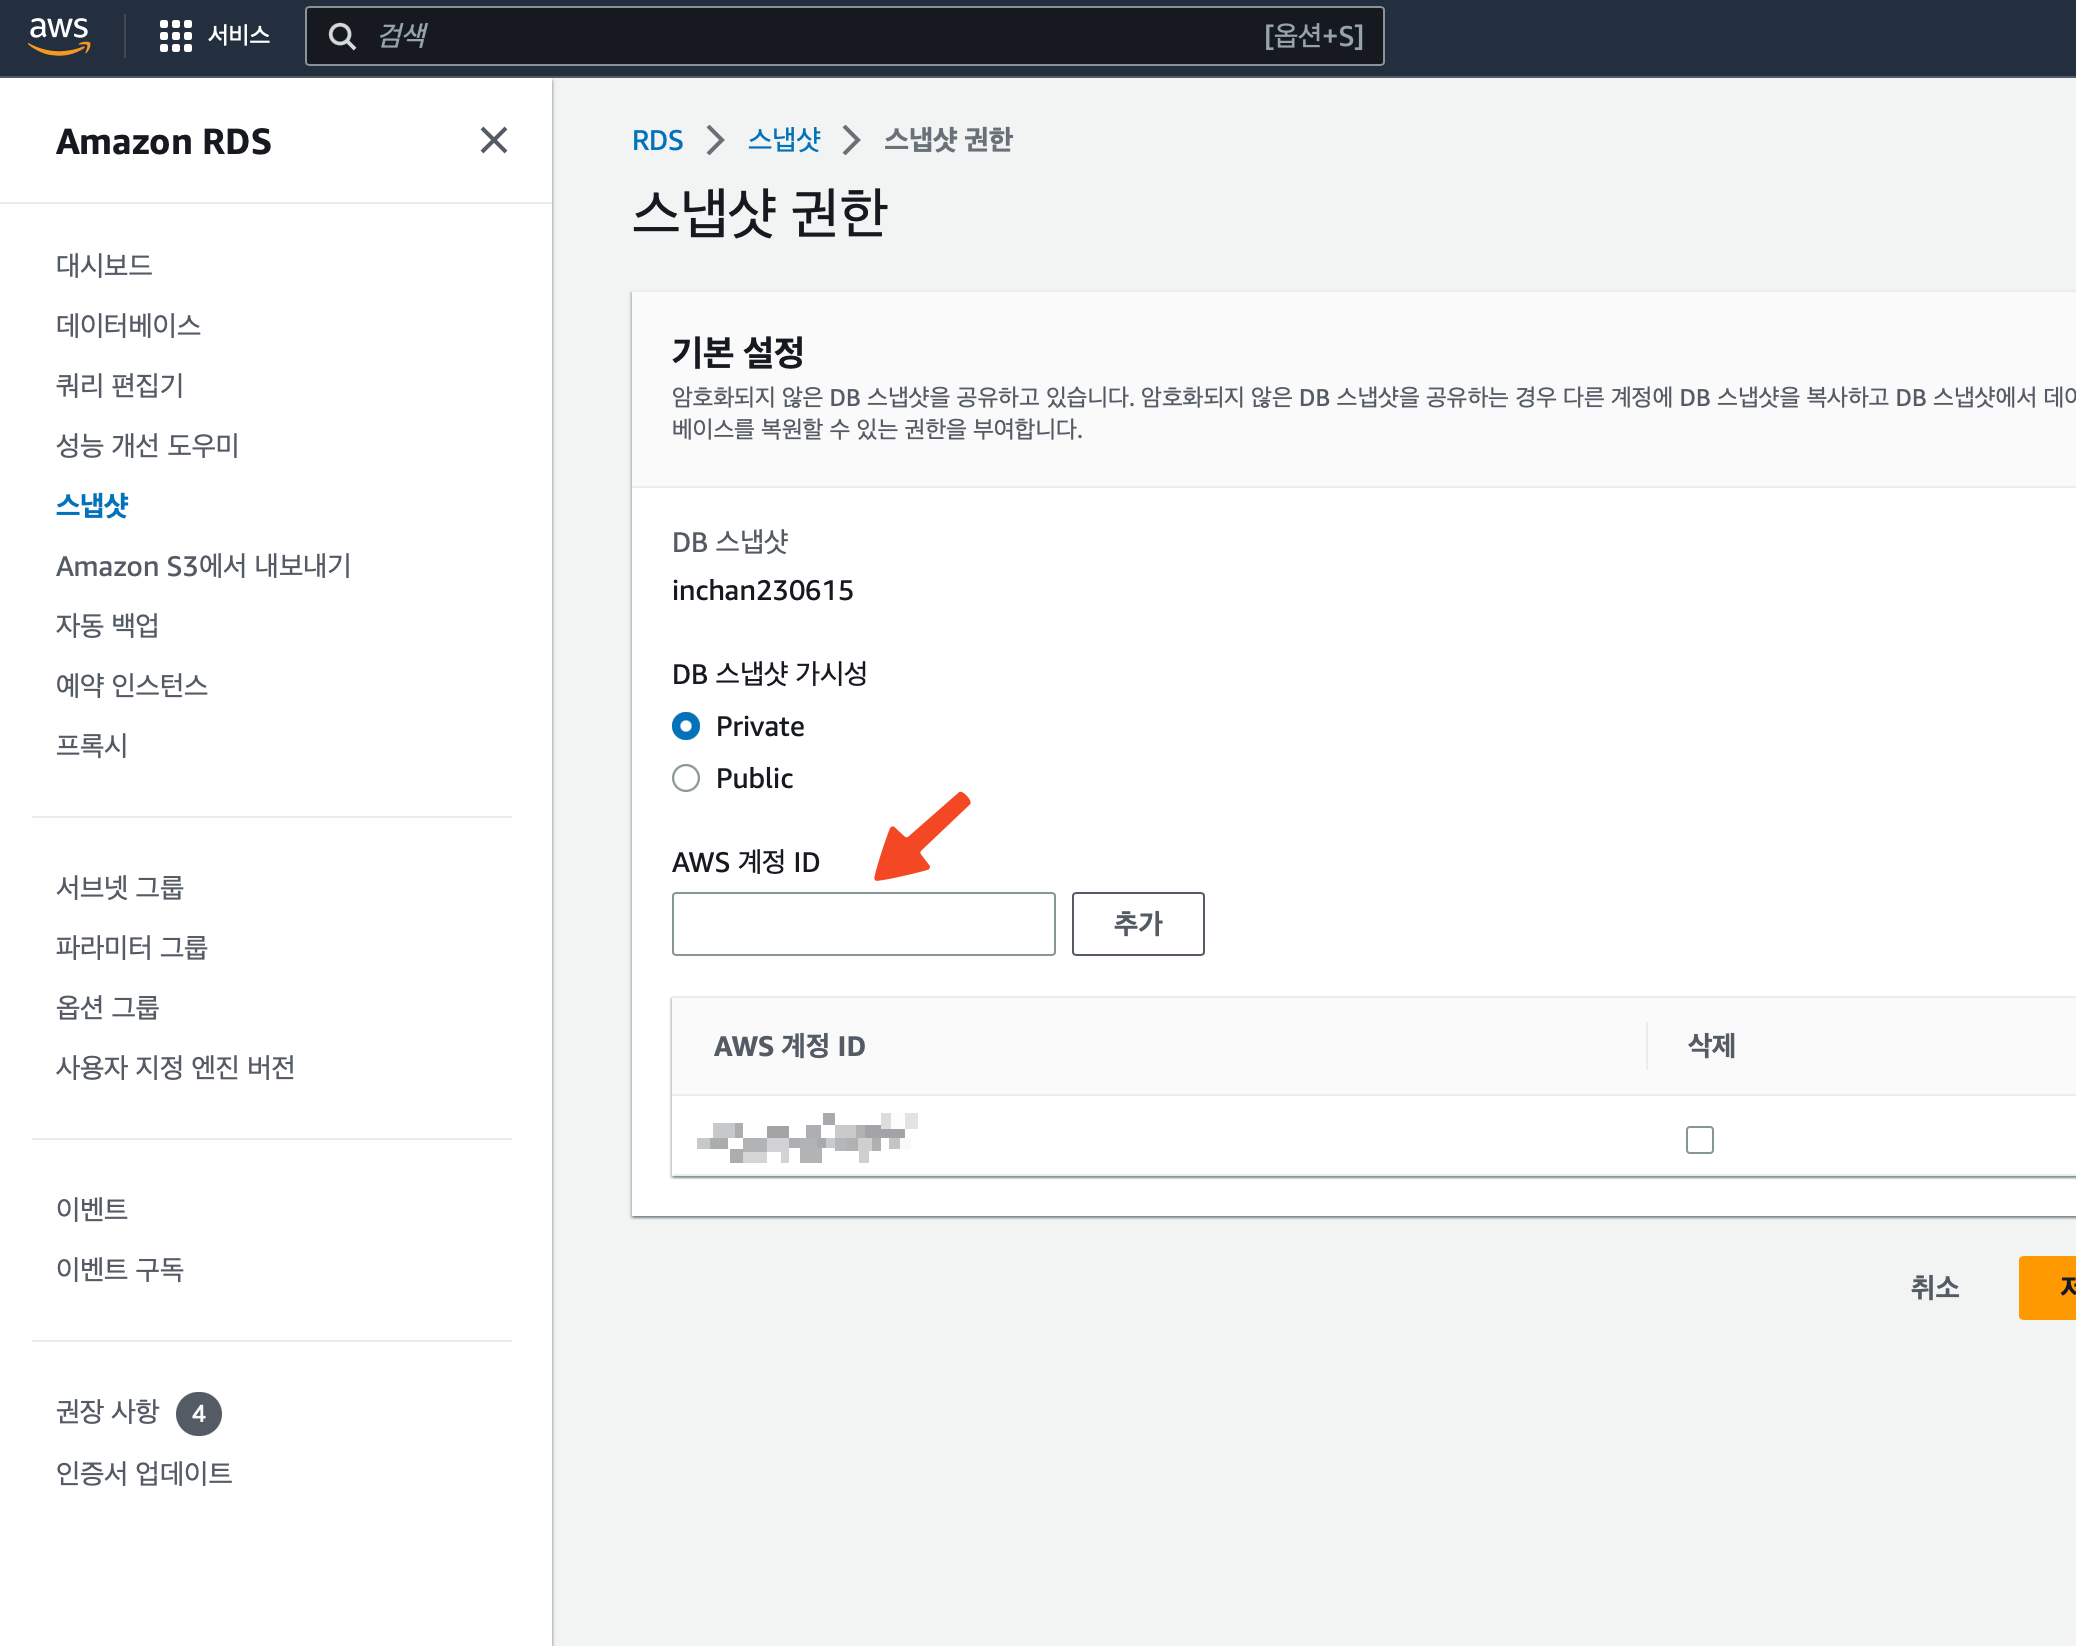 aws
서비스
검색
[옵션+S]
Amazon RDS
대시보드
데이터베이스
쿼리 편집기
성능 개선 도우미
스냅샷
Amazon S3에서 내보내기
자동 백업
예약 인스턴스
프록시
서브넷 그룹
파라미터 그룹
옵션 그룹
사용자 지정 엔진 버전
이벤트
이벤트 구독
권장 사항 4
인증서 업데이트
RDS > 스냅샷 > 스냅샷 권한
스냅샷 권한
기본 설정
암호화되지 않은 DB 스냅샷을 공유하고 있습니다. 암호화되지 않은 DB 스냅샷을 공유하는 경우 다른 계정에 DB 스냅샷을 복사하고 DB 스냅샷에서 데이
베이스를 복원할 수 있는 권한을 부여합니다.
DB 스냅샷
inchan230615
DB 스냅샷 가시성
Private
Public
AWS 계정 ID
추가
AWS 계정 ID
삭제
취소